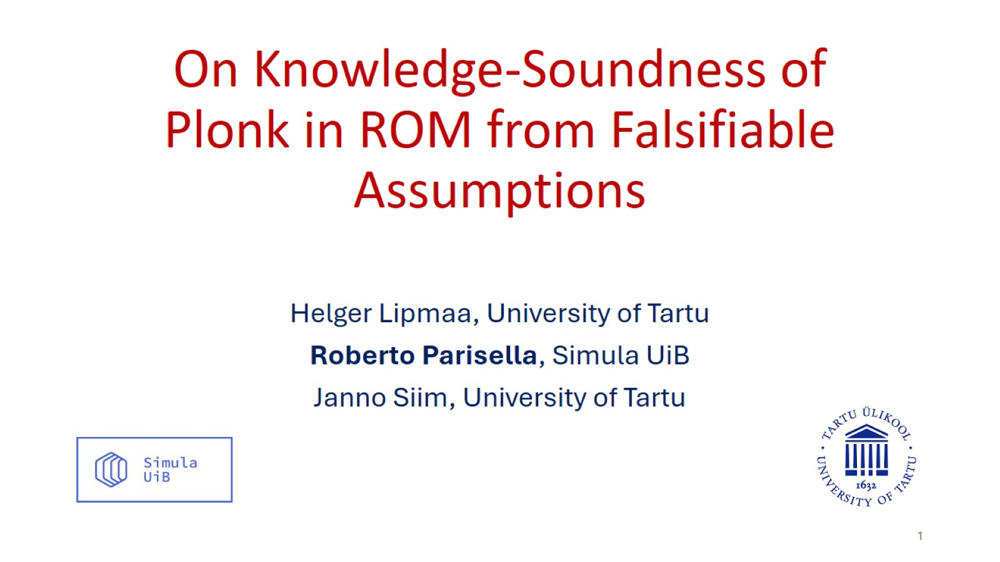 On Knowledge-Soundness of
Plonk in ROM from Falsifiable
Assumptions
Helger Lipmaa, University of Tartu
Roberto Parisella, Simula UiB
Janno Siim, University of Tartu
Simula
UiB
TARTU ÜLIKOOL
1632
UNIVERSITY OF TARTU
1